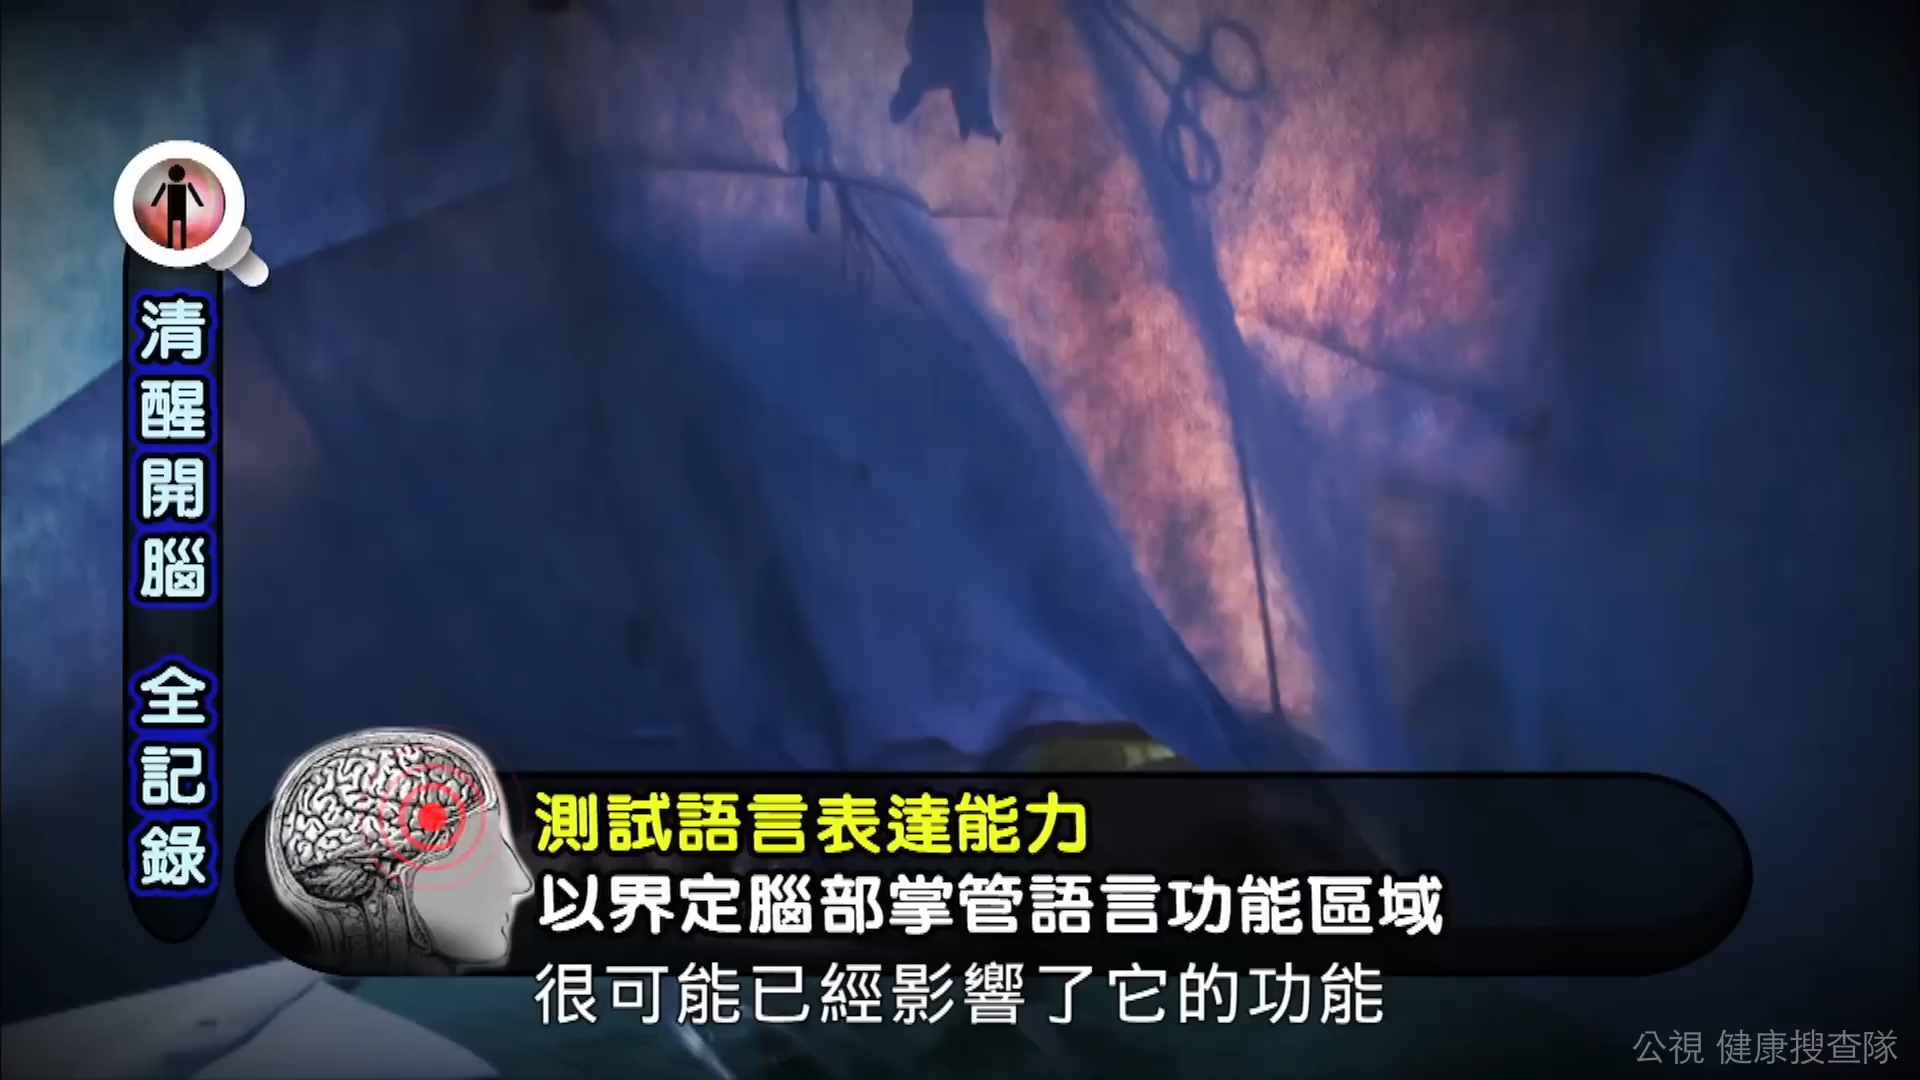 清醒開腦 全記錄
測試語言表達能力
以界定腦部掌管語言功能區域
很可能已經影響了它的功能
公視 健康搜查隊